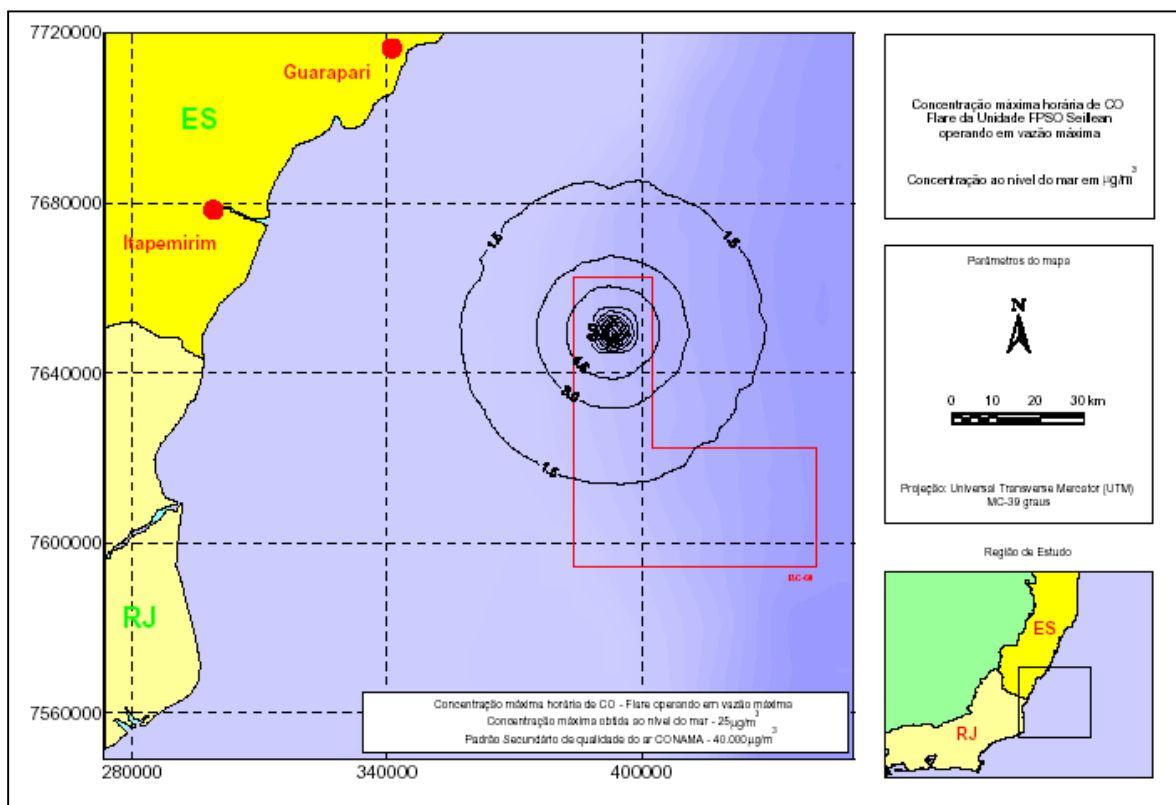 7720000
7680000
7640000
7600000
7560000
280000
340000
400000
Guarapari
ES
Itapemirim
RJ
1.5
1.5
4.5
3.0
1.5
Concentração máxima horária de CO - Flare operando em vazão máxima
Concentração máxima obtida ao nível do mar - 25µg/m³
Padrão Secundário de qualidade do ar CONAMA - 40.000µg/m³
Concentração máxima horária de CO
Flare da Unidade FPSO Seillean
operando em vazão máxima
Concentração ao nível do mar em µg/m³
Parâmetros do mapa
N
0 10 20 30 km
Projeção: Universal Transverse Mercator (UTM)
MC-39 graus
Região de Estudo
ES
RJ